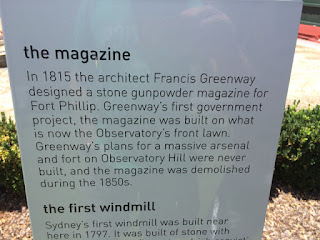 the magazine
In 1815 the architect Francis Greenway
designed a stone gunpowder magazine for
Fort Phillip. Greenway's first government
project, the magazine was built on what
is now the Observatory's front lawn.
Greenway's plans for a massive arsenal
and fort on Observatory Hill were never
built, and the magazine was demolished
during the 1850s.
the first windmill
Sydney's first windmill was built near
here in 1797. It was built of stone with